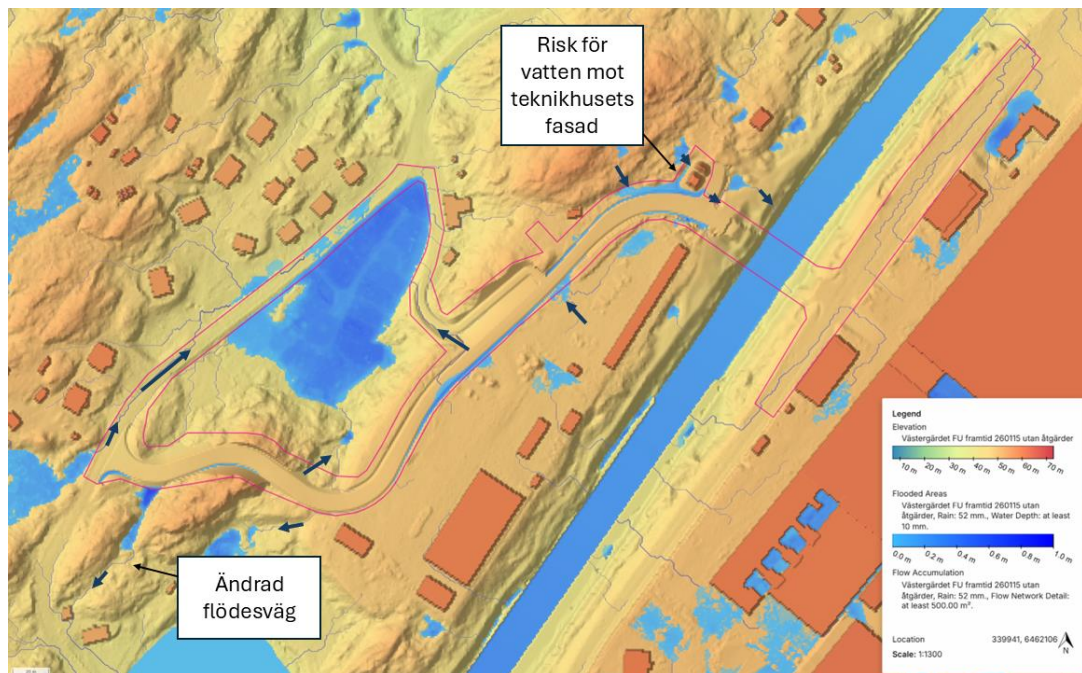 Risk för
vatten mot
teknikhusets
fasad
Ändrad
flödesväg
Legend
Elevation
Västergärdet FU framtid 260115 utan åtgärder
10 m 20 m 30 m 40 m 50 m 60 m 70 m
Flooded Areas
Västergärdet FU framtid 260115 utan
åtgärder, Rain: 52 mm., Water Depth: at least
10 mm.
0.0 m 0.2 m 0.4 m 0.6 m 0.8 m 1.0 m
Flow Accumulation
Västergärdet FU framtid 260115 utan
åtgärder, Rain: 52 mm., Flow Network Detail:
at least 500.00 m².
Location 339941, 6462106
Scale: 1:1300
N